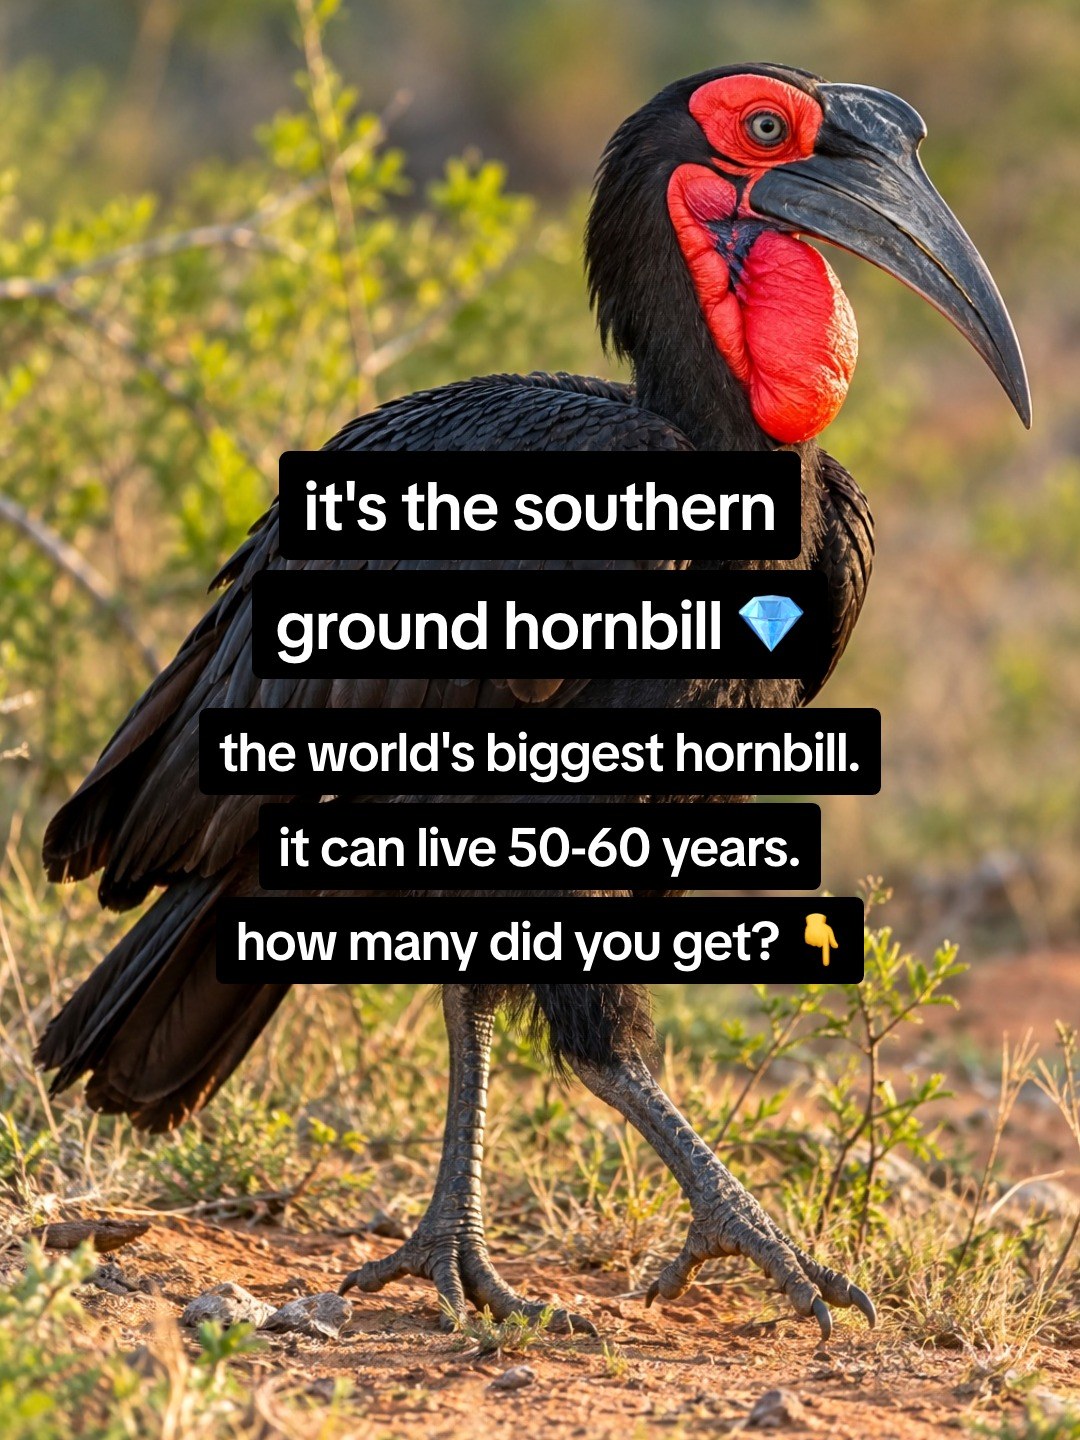 it's the southern
ground hornbill 💎
the world's biggest hornbill.
it can live 50-60 years.
how many did you get? 👇